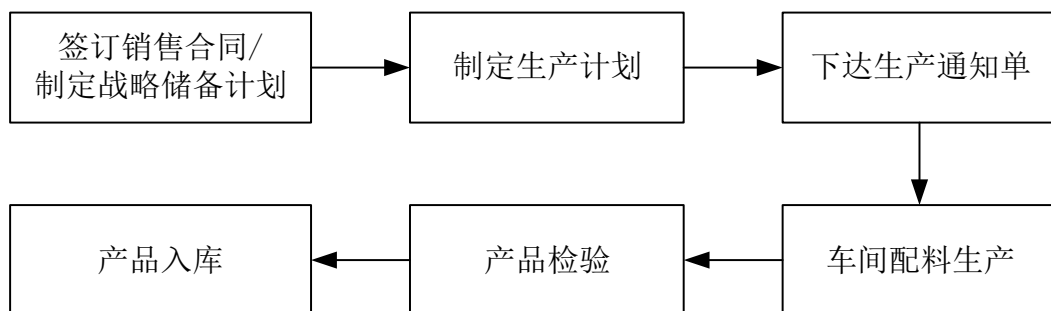 签订销售合同/
制定战略储备计划
制定生产计划
下达生产通知单
车间配料生产
产品检验
产品入库